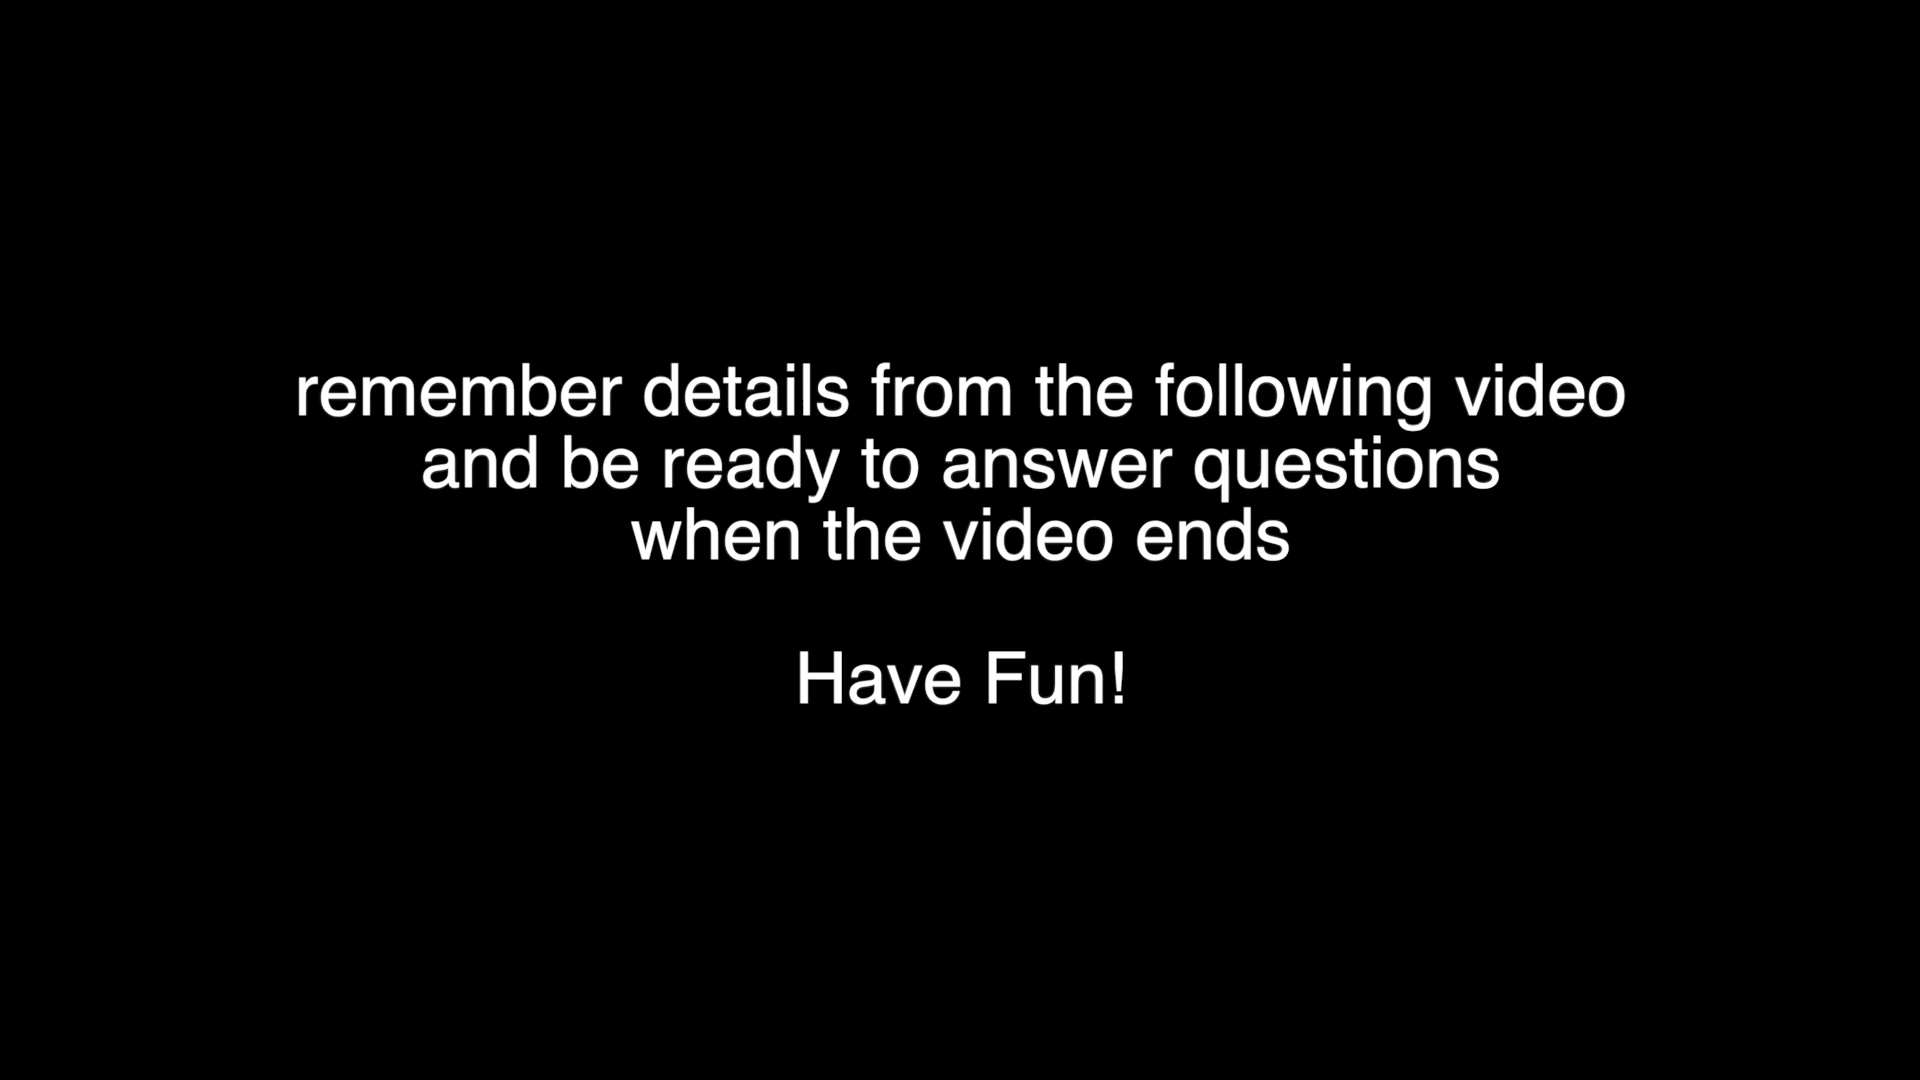 remember details from the following video
and be ready to answer questions
when the video ends
Have Fun!